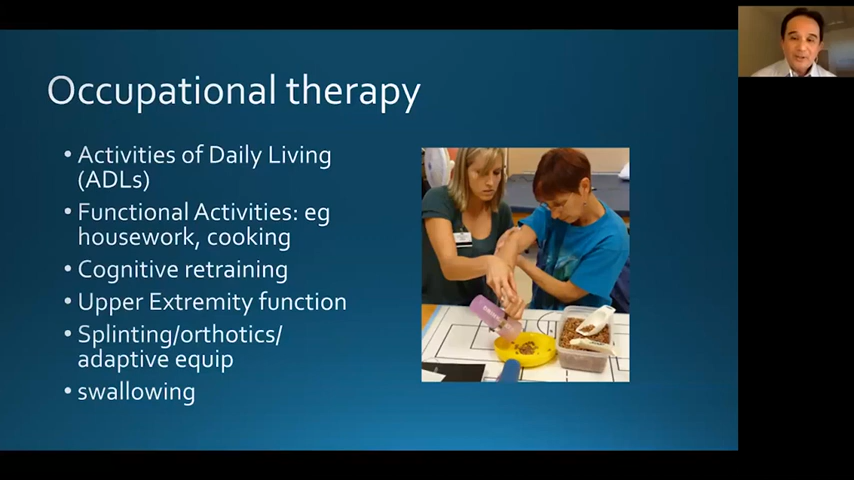 Occupational therapy
• Activities of Daily Living
(ADLs)
• Functional Activities: eg
housework, cooking
• Cognitive retraining
• Upper Extremity function
• Splinting/orthotics/
adaptive equip
• swallowing